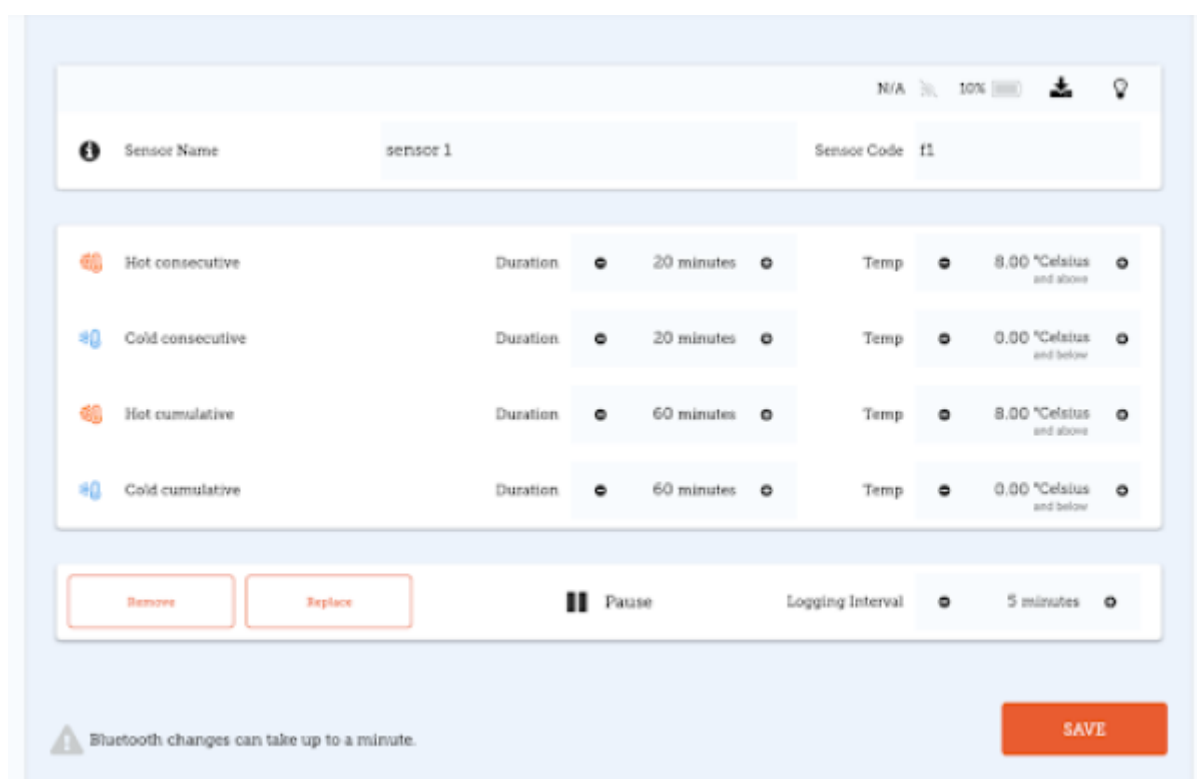 N/A 10%
Sensor Name sensor 1 Sensor Code f1
Hot consecutive Duration 20 minutes Temp 8.00 °Celsius
and above
Cold consecutive Duration 20 minutes Temp 0.00 °Celsius
and below
Hot cumulative Duration 60 minutes Temp 8.00 °Celsius
and above
Cold cumulative Duration 60 minutes Temp 0.00 °Celsius
and below
Remove Replace Pause Logging Interval 5 minutes
Bluetooth changes can take up to a minute.
SAVE